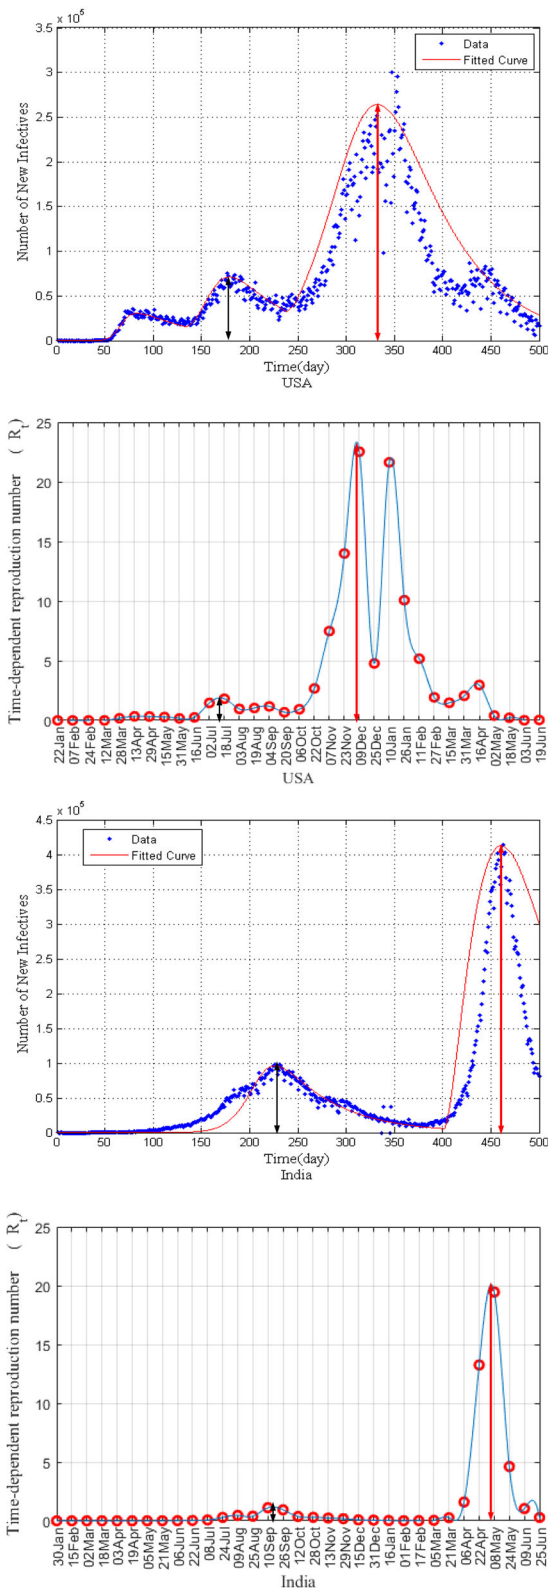 × 10⁵
3.5
3
2.5
2
1.5
1
0.5
0
Number of New Infectives
Data
Fitted Curve
0 50 100 150 200 250 300 350 400 450 500
Time(day)
USA
25
20
15
10
5
0
Time-dependent reproduction number ( Rₜ)
22Jan 07Feb 24Feb 12Mar 28Mar 13Apr 29Apr 15May 31May 16Jun 02Jul 18Jul 03Aug 19Aug 04Sep 20Sep 06Oct 22Oct 07Nov 23Nov 09Dec 25Dec 10Jan 26Jan 11Feb 27Feb 15Mar 31Mar 16Apr 02May 18May 03Jun 19Jun
USA
× 10⁵
4.5
4
3.5
3
2.5
2
1.5
1
0.5
0
Number of New Infectives
Data
Fitted Curve
0 50 100 150 200 250 300 350 400 450 500
Time(day)
India
25
20
15
10
5
0
Time-dependent reproduction number ( Rₜ)
30Jan 15Feb 02Mar 18Mar 03Apr 19Apr 05May 21May 06Jun 22Jun 08Jul 24Jul 09Aug 25Aug 10Sep 26Sep 12Oct 28Oct 13Nov 29Nov 15Dec 31Dec 16Jan 01Feb 17Feb 05Mar 21Mar 06Apr 22Apr 08May 24May 09Jun 25Jun
India